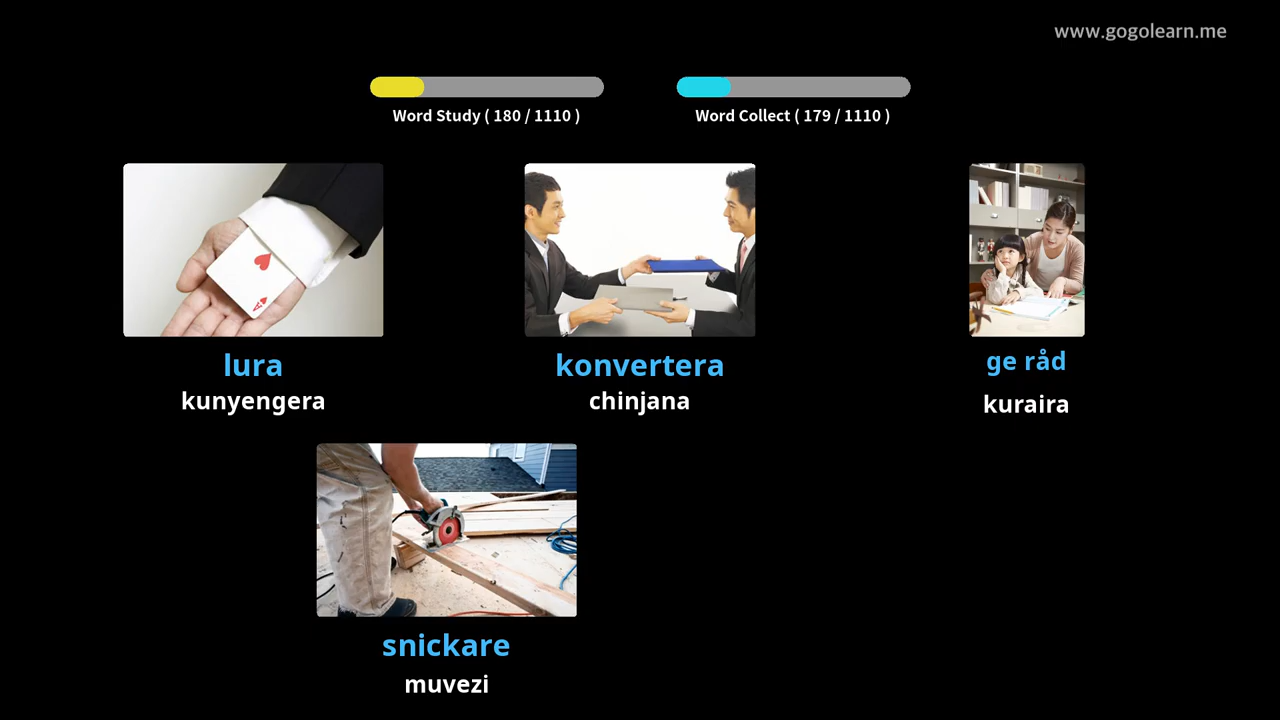 www.gogolearn.me
Word Study ( 180 / 1110 )
Word Collect ( 179 / 1110 )
lura
kunyengera
konvertera
chinjana
ge råd
kuraira
snickare
muvezi